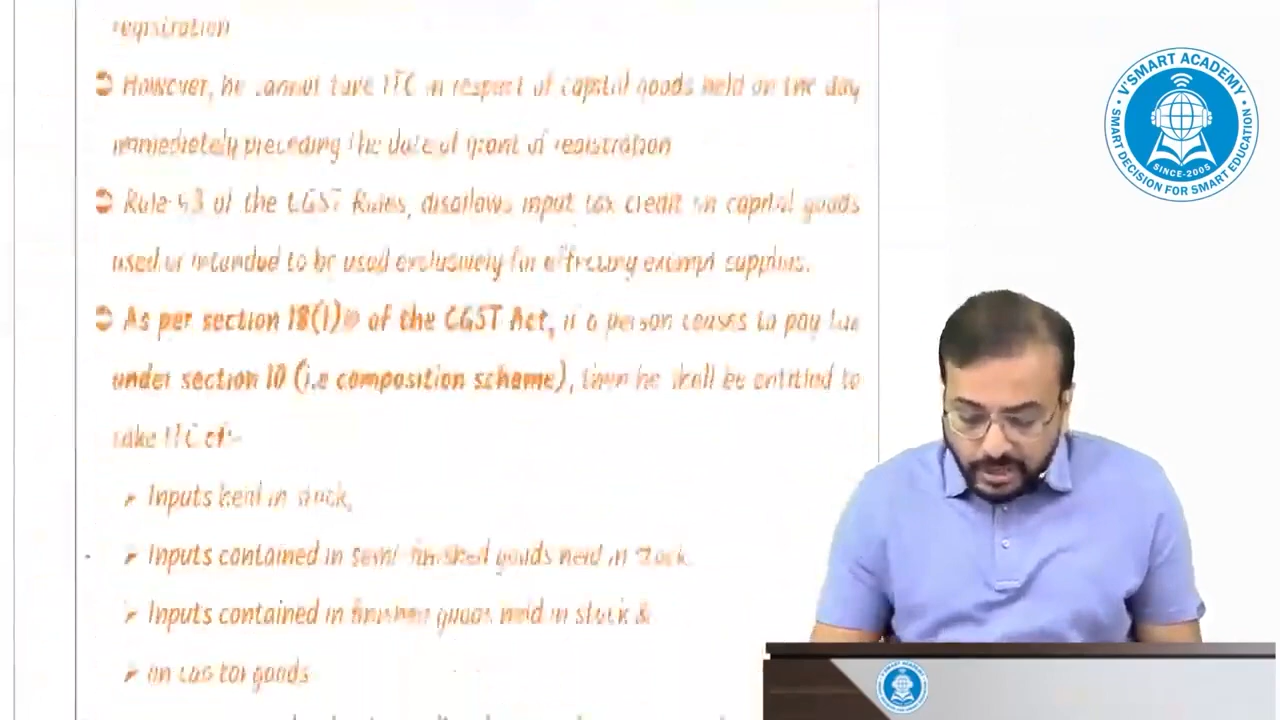 registration
➲ However, he cannot take ITC in respect of capital goods held on the day
immediately preceding the date of grant of registration
➲ Rule 43 of the CGST Rules, disallows input tax credit on capital goods
used or intended to be used exclusively for effecting exempt supplies.
➲ As per section 18(1) of the CGST Act, if a person ceases to pay tax
under section 10 (i.e composition scheme), then he shall be entitled to
take ITC of:-
➢ Inputs held in stock,
➢ Inputs contained in semi-finished goods held in stock
➢ Inputs contained in finished goods held in stock &
➢ on goods
V'SMART ACADEMY
SINCE-2005
SMART DECISION FOR SMART EDUCATION
V'SMART ACADEMY